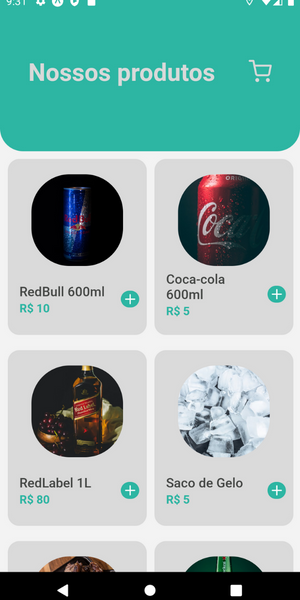 9:31
Nossos produtos
RedBull 600ml
R$ 10
Coca-cola
600ml
R$ 5
RedLabel 1L
R$ 80
Saco de Gelo
R$ 5